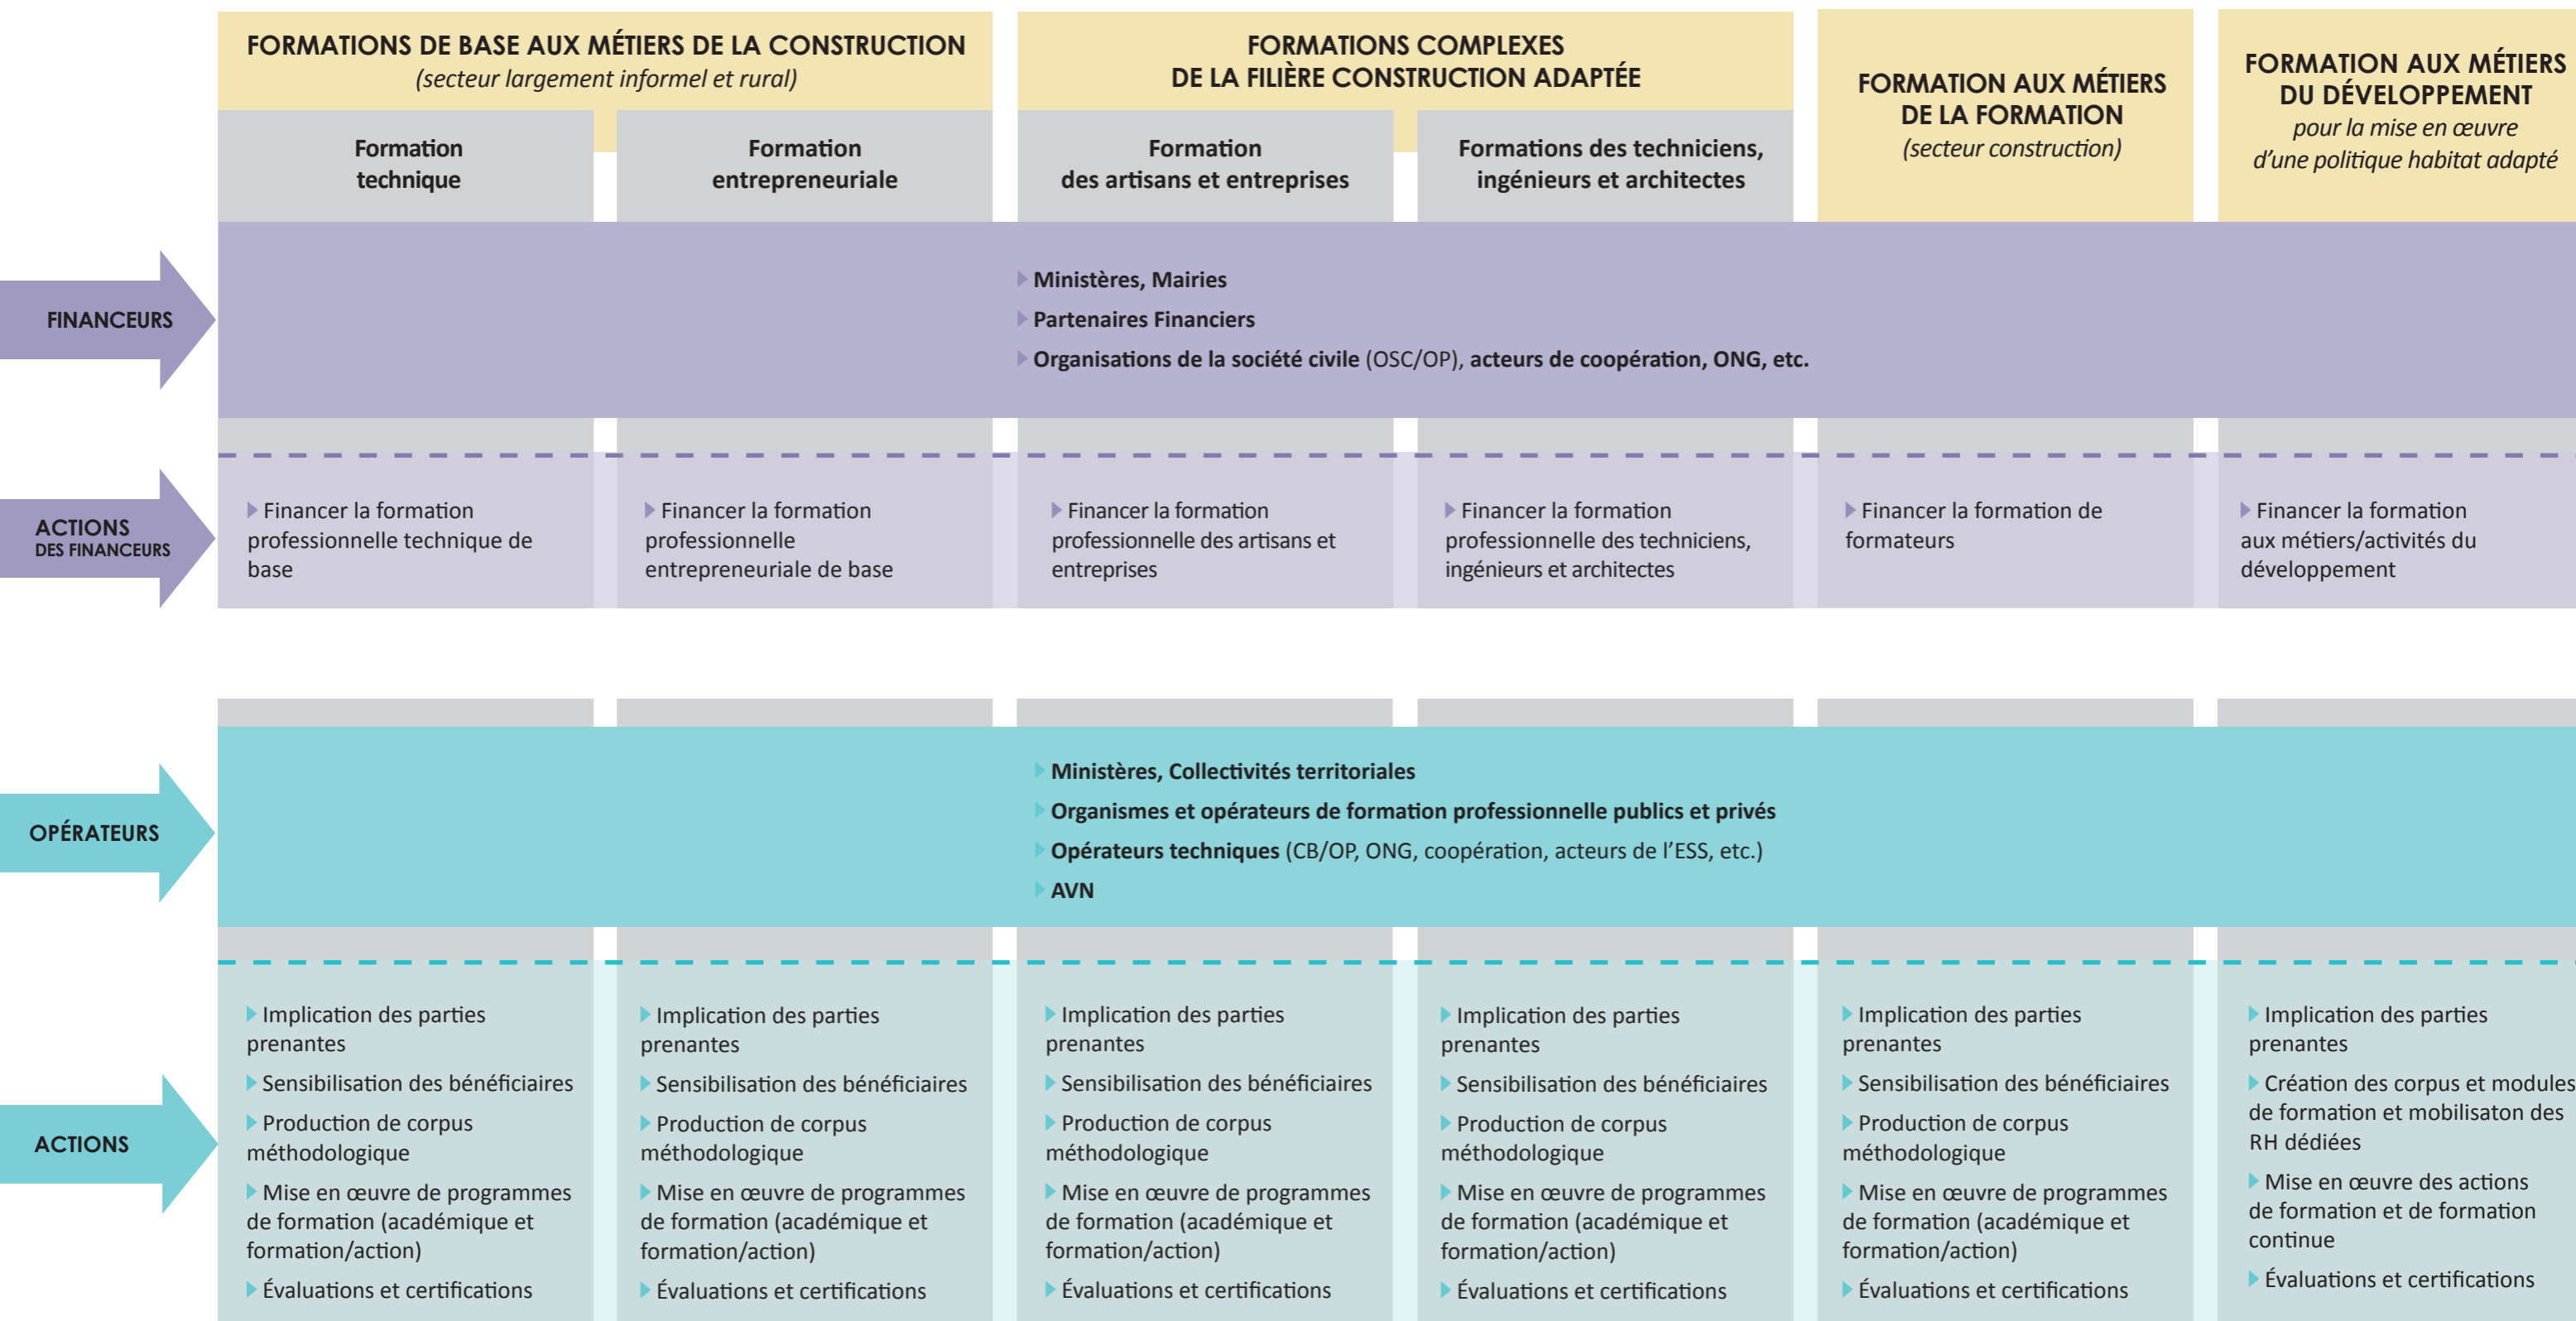 FORMATIONS DE BASE AUX MÉTIERS DE LA CONSTRUCTION
(secteur largement informel et rural)
FORMATIONS COMPLEXES
DE LA FILIÈRE CONSTRUCTION ADAPTÉE
FORMATION AUX MÉTIERS
DE LA FORMATION
(secteur construction)
FORMATION AUX MÉTIERS
DU DÉVELOPPEMENT
pour la mise en œuvre
d’une politique habitat adapté
Formation
technique
Formation
entrepreneuriale
Formation
des artisans et entreprises
Formations des techniciens,
ingénieurs et architectes
FINANCEURS
Ministères, Mairies
Partenaires Financiers
Organisations de la société civile (OSC/OP), acteurs de coopération, ONG, etc.
ACTIONS
DES FINANCEURS
Financer la formation
professionnelle technique de
base
Financer la formation
professionnelle
entrepreneuriale de base
Financer la formation
professionnelle des artisans et
entreprises
Financer la formation
professionnelle des techniciens,
ingénieurs et architectes
Financer la formation de
formateurs
Financer la formation
aux métiers/activités du
développement
OPÉRATEURS
Ministères, Collectivités territoriales
Organismes et opérateurs de formation professionnelle publics et privés
Opérateurs techniques (CB/OP, ONG, coopération, acteurs de l’ESS, etc.)
AVN
ACTIONS
Implication des parties
prenantes
Sensibilisation des bénéficiaires
Production de corpus
méthodologique
Mise en œuvre de programmes
de formation (académique et
formation/action)
Évaluations et certifications
Implication des parties
prenantes
Sensibilisation des bénéficiaires
Production de corpus
méthodologique
Mise en œuvre de programmes
de formation (académique et
formation/action)
Évaluations et certifications
Implication des parties
prenantes
Sensibilisation des bénéficiaires
Production de corpus
méthodologique
Mise en œuvre de programmes
de formation (académique et
formation/action)
Évaluations et certifications
Implication des parties
prenantes
Sensibilisation des bénéficiaires
Production de corpus
méthodologique
Mise en œuvre de programmes
de formation (académique et
formation/action)
Évaluations et certifications
Implication des parties
prenantes
Sensibilisation des bénéficiaires
Production de corpus
méthodologique
Mise en œuvre de programmes
de formation (académique et
formation/action)
Évaluations et certifications
Implication des parties
prenantes
Création des corpus et modules
de formation et mobilisaton des
RH dédiées
Mise en œuvre des actions
de formation et de formation
continue
Évaluations et certifications